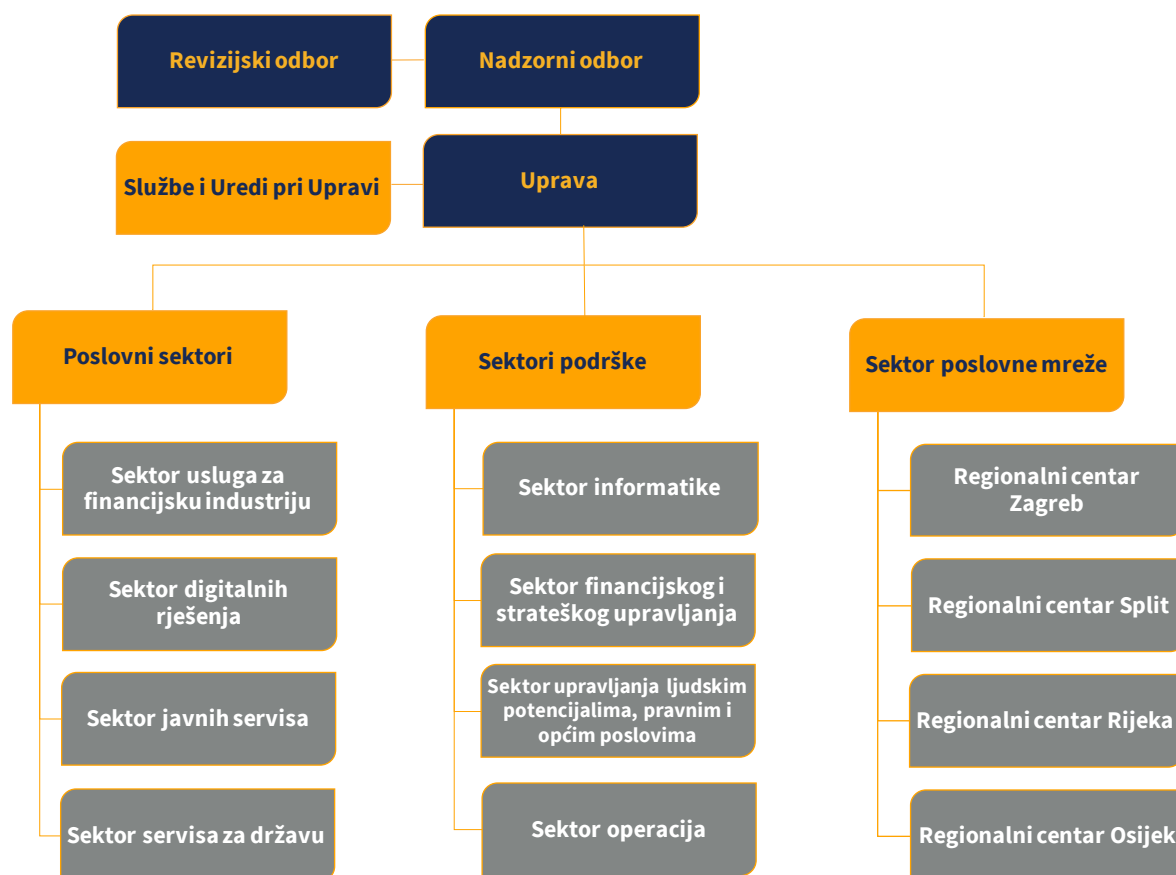 Revizijski odbor
Nadzorni odbor
Službe i Uredi pri Upravi
Uprava
Poslovni sektori
Sektor usluga za
financijsku industriju
Sektor digitalnih
rješenja
Sektor javnih servisa
Sektor servisa za državu
Sektori podrške
Sektor informatike
Sektor financijskog i
strateškog upravljanja
Sektor upravljanja ljudskim
potencijalima, pravnim i
općim poslovima
Sektor operacija
Sektor poslovne mreže
Regionalni centar
Zagreb
Regionalni centar Split
Regionalni centar Rijeka
Regionalni centar Osijek